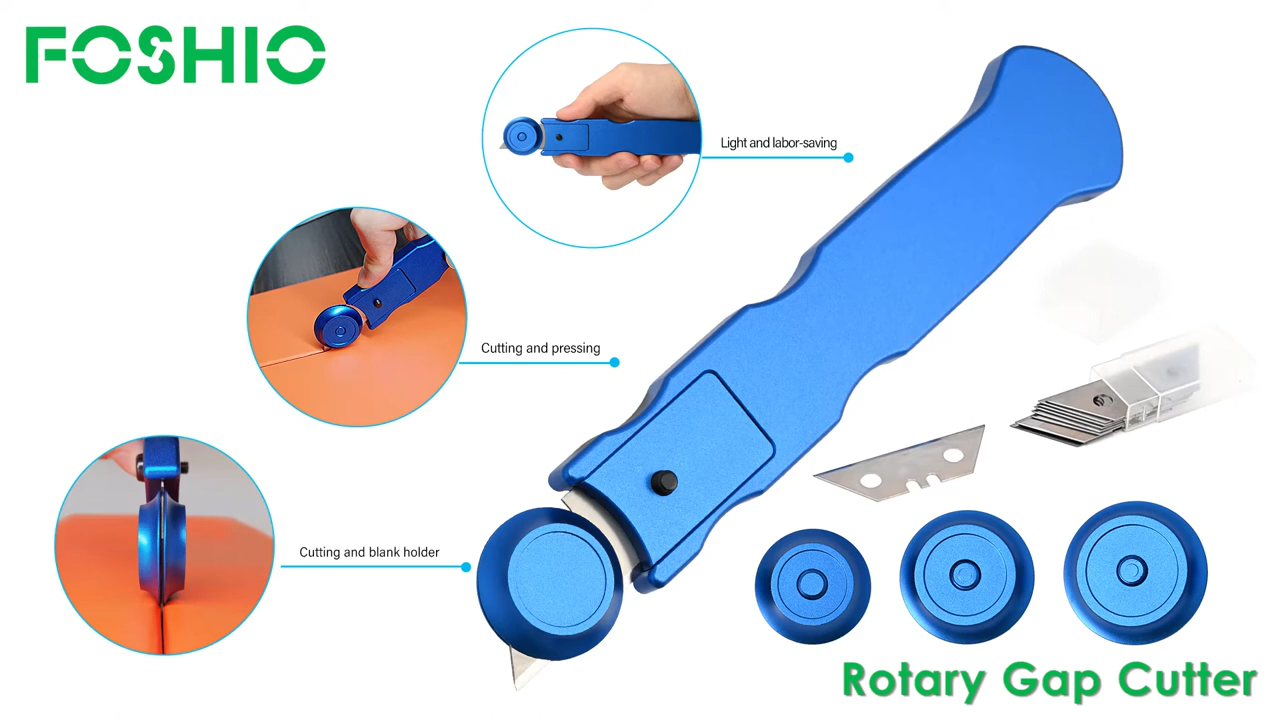 FOSHIO
Light and labor-saving
Cutting and pressing
Cutting and blank holder
Rotary Gap Cutter